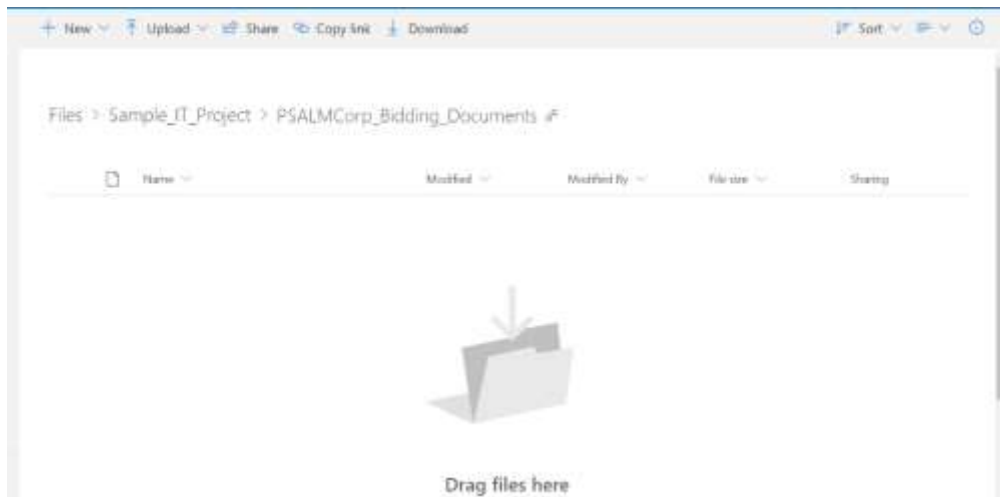 New Upload Share Copy link Download Sort
Files > Sample_IT_Project > PSALMCorp_Bidding_Documents
Name Modified Modified By File size Sharing
Drag files here